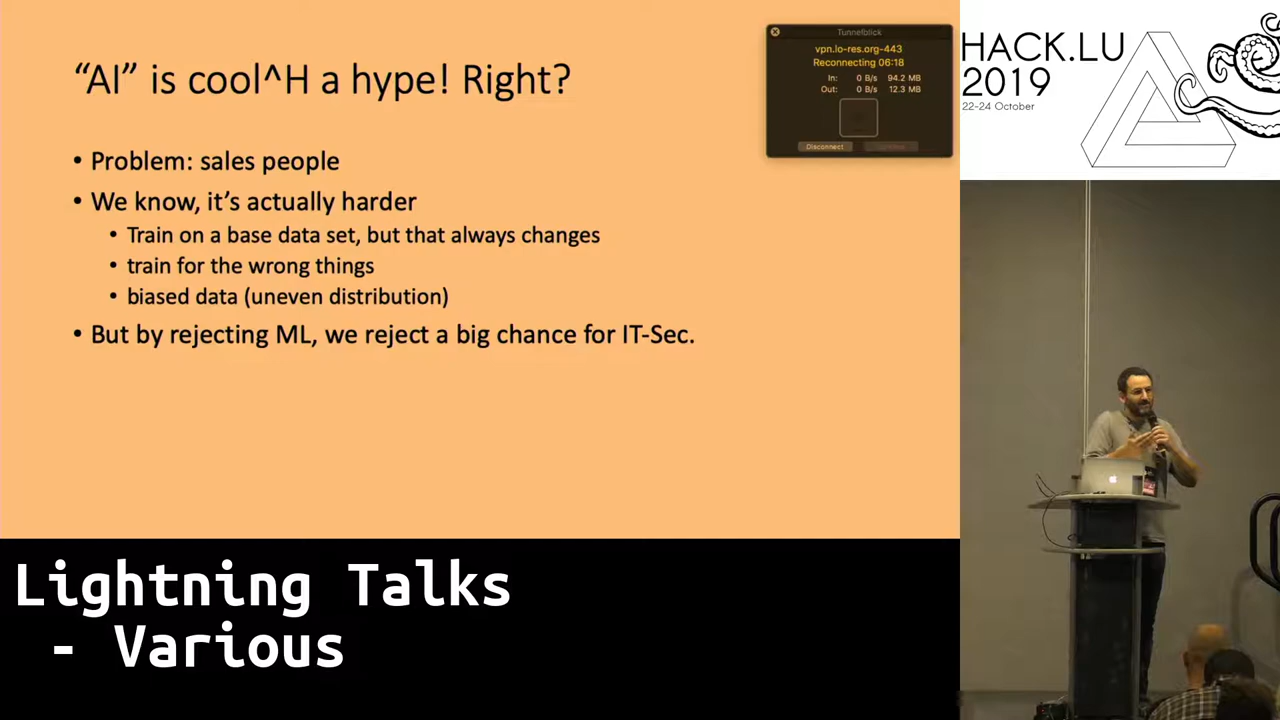 “AI” is cool^H a hype! Right?
• Problem: sales people
• We know, it’s actually harder
• Train on a base data set, but that always changes
• train for the wrong things
• biased data (uneven distribution)
• But by rejecting ML, we reject a big chance for IT-Sec.
Tunnelblick
vpn.lo-res.org-443
Reconnecting 06:18
In: 0 B/s 94.2 MB
Out: 0 B/s 12.3 MB
Disconnect
HACK.LU
2019
22-24 October
Lightning Talks
- Various